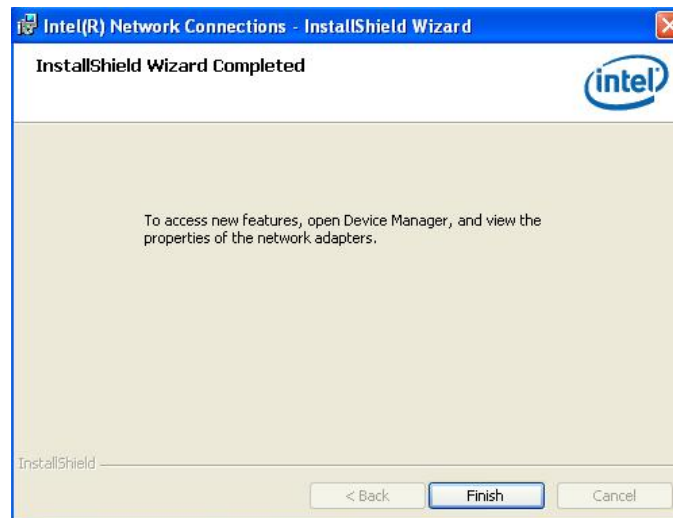 Intel(R) Network Connections - InstallShield Wizard
InstallShield Wizard Completed
intel
To access new features, open Device Manager, and view the
properties of the network adapters.
InstallShield
< Back
Finish
Cancel